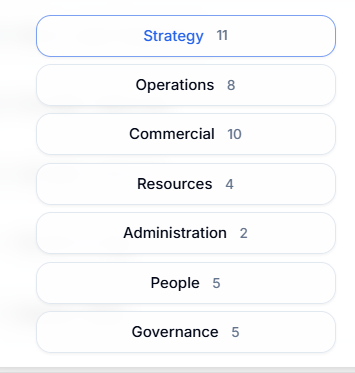 Strategy 11
Operations 8
Commercial 10
Resources 4
Administration 2
People 5
Governance 5